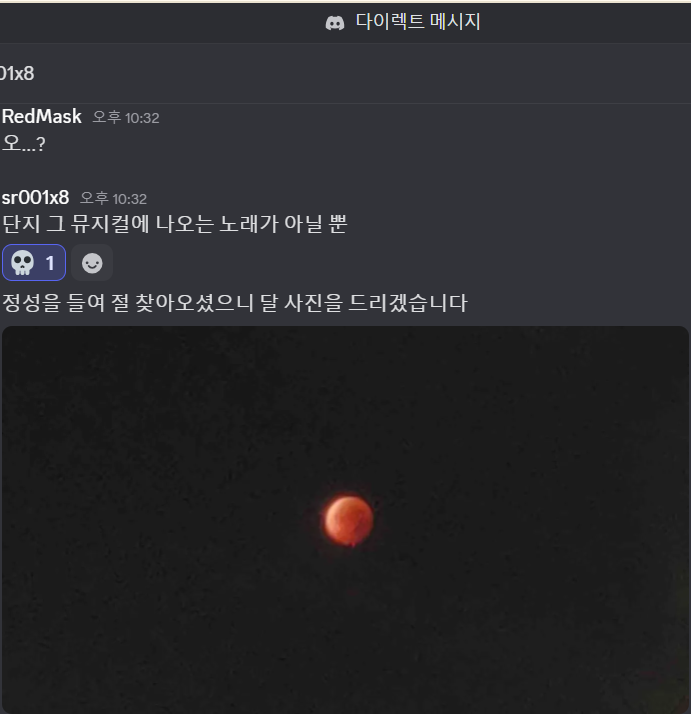 다이렉트 메시지
01x8
RedMask 오후 10:32
오...?
sr001x8 오후 10:32
단지 그 뮤지컬에 나오는 노래가 아닐 뿐
1
정성을 들여 절 찾아오셨으니 달 사진을 드리겠습니다